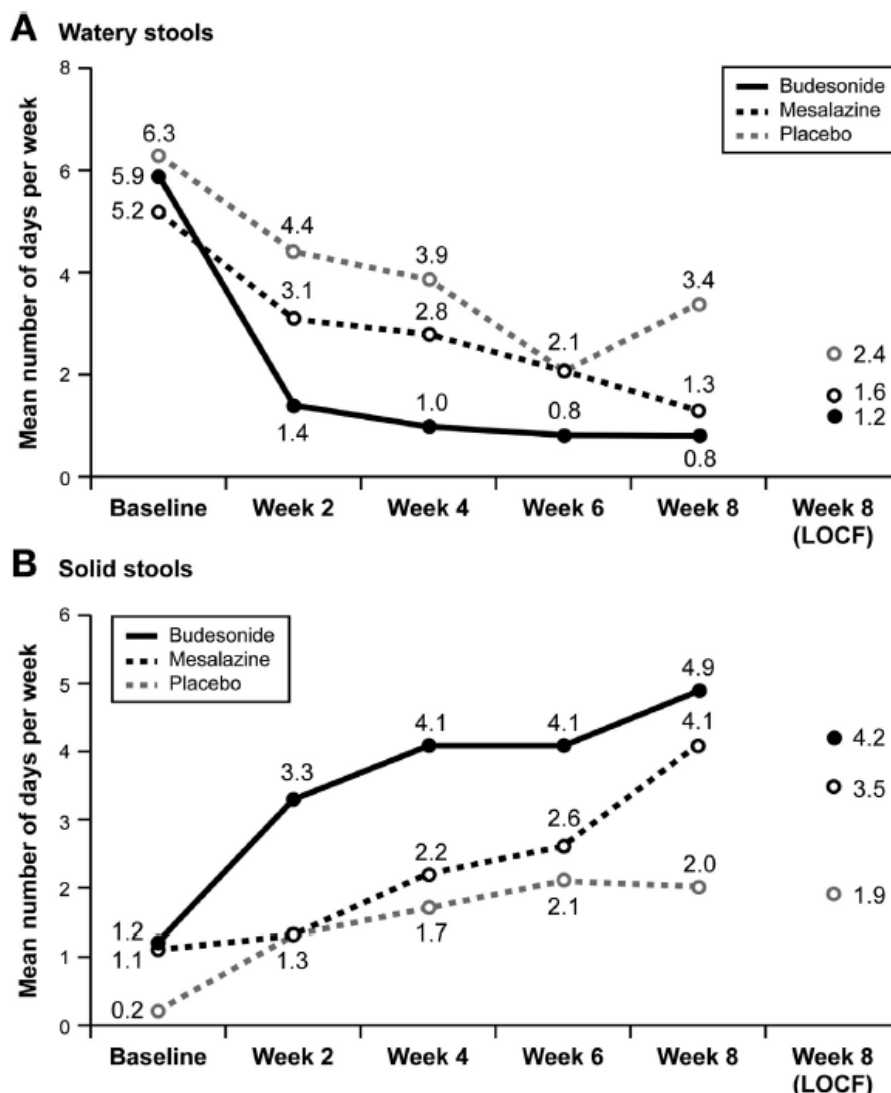 A Watery stools
8
Budesonide
Mesalazine
Placebo
6.3
6
5.9
5.2
4.4
3.9
4
3.4
3.1
2.8
2.1
2.4
2
1.3
1.6
1.4
1.0
0.8
1.2
0.8
0
Mean number of days per week
Baseline Week 2 Week 4 Week 6 Week 8 Week 8
(LOCF)
B Solid stools
6
Budesonide
Mesalazine
Placebo
5
4.9
4.1 4.1 4.1
4
4.2
3.3
3.5
3
2.6
2.2
2
2.0
1.9
2.1
1.7
1.2
1.1
1.3
1
0.2
0
Mean number of days per week
Baseline Week 2 Week 4 Week 6 Week 8 Week 8
(LOCF)